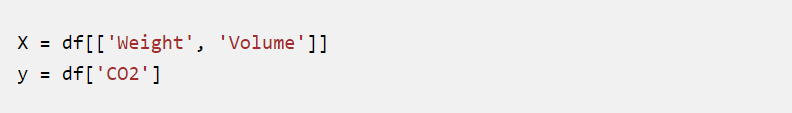 X = df[['Weight', 'Volume']]
y = df['CO2']